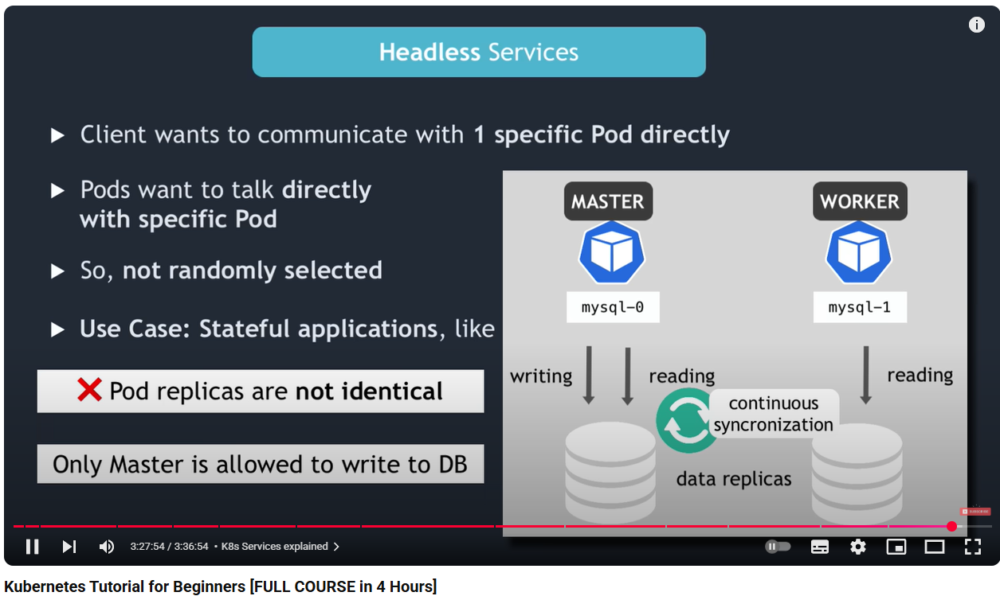 Headless Services
▶ Client wants to communicate with 1 specific Pod directly
▶ Pods want to talk directly
with specific Pod
▶ So, not randomly selected
▶ Use Case: Stateful applications, like
❌ Pod replicas are not identical
Only Master is allowed to write to DB
MASTER
WORKER
mysql-0
mysql-1
writing
reading
reading
continuous
syncronization
data replicas
SUBSCRIBE
3:27:54 / 3:36:54 • K8s Services explained
Kubernetes Tutorial for Beginners [FULL COURSE in 4 Hours]